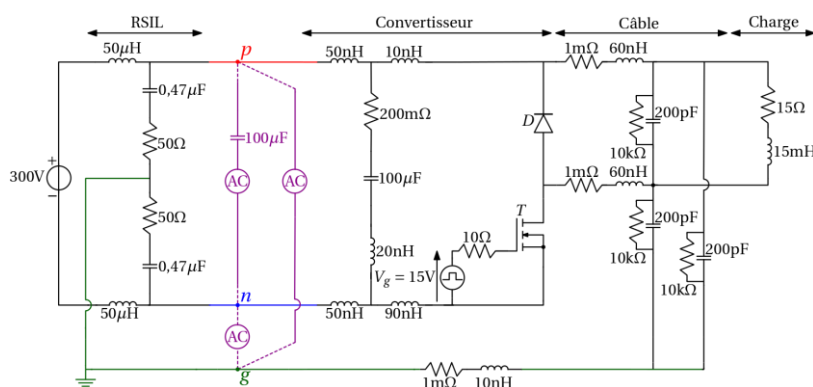 RSIL
Convertisseur
Câble
Charge
50μH
p
50nH
10nH
1mΩ
60nH
0,47μF
200mΩ
D
200pF
15Ω
50Ω
100μF
10kΩ
15mH
300V
+
−
AC
AC
100μF
1mΩ
60nH
50Ω
T
10Ω
200pF
200pF
0,47μF
20nH
Vg = 15V
10kΩ
10kΩ
50μH
n
50nH
90nH
AC
g
1mΩ
10nH